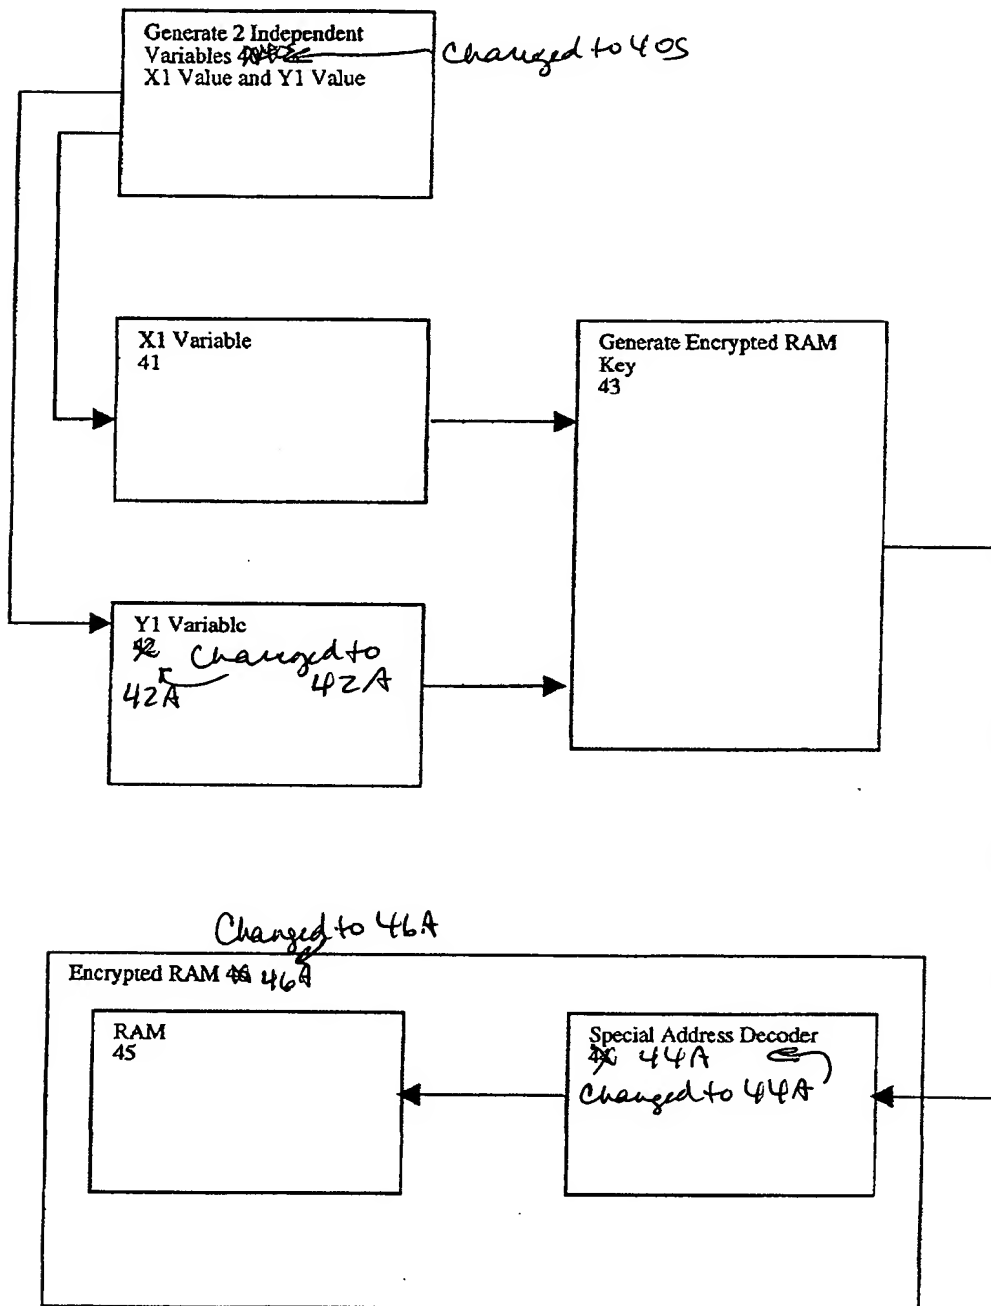 Generate 2 Independent
Variables
Changed to 40S
X1 Value and Y1 Value
X1 Variable
41
Generate Encrypted RAM
Key
43
Y1 Variable
42 Changed to
42A 42A
Changed to 46A
Encrypted RAM 46 46A
RAM
45
Special Address Decoder
44A
Changed to 44A